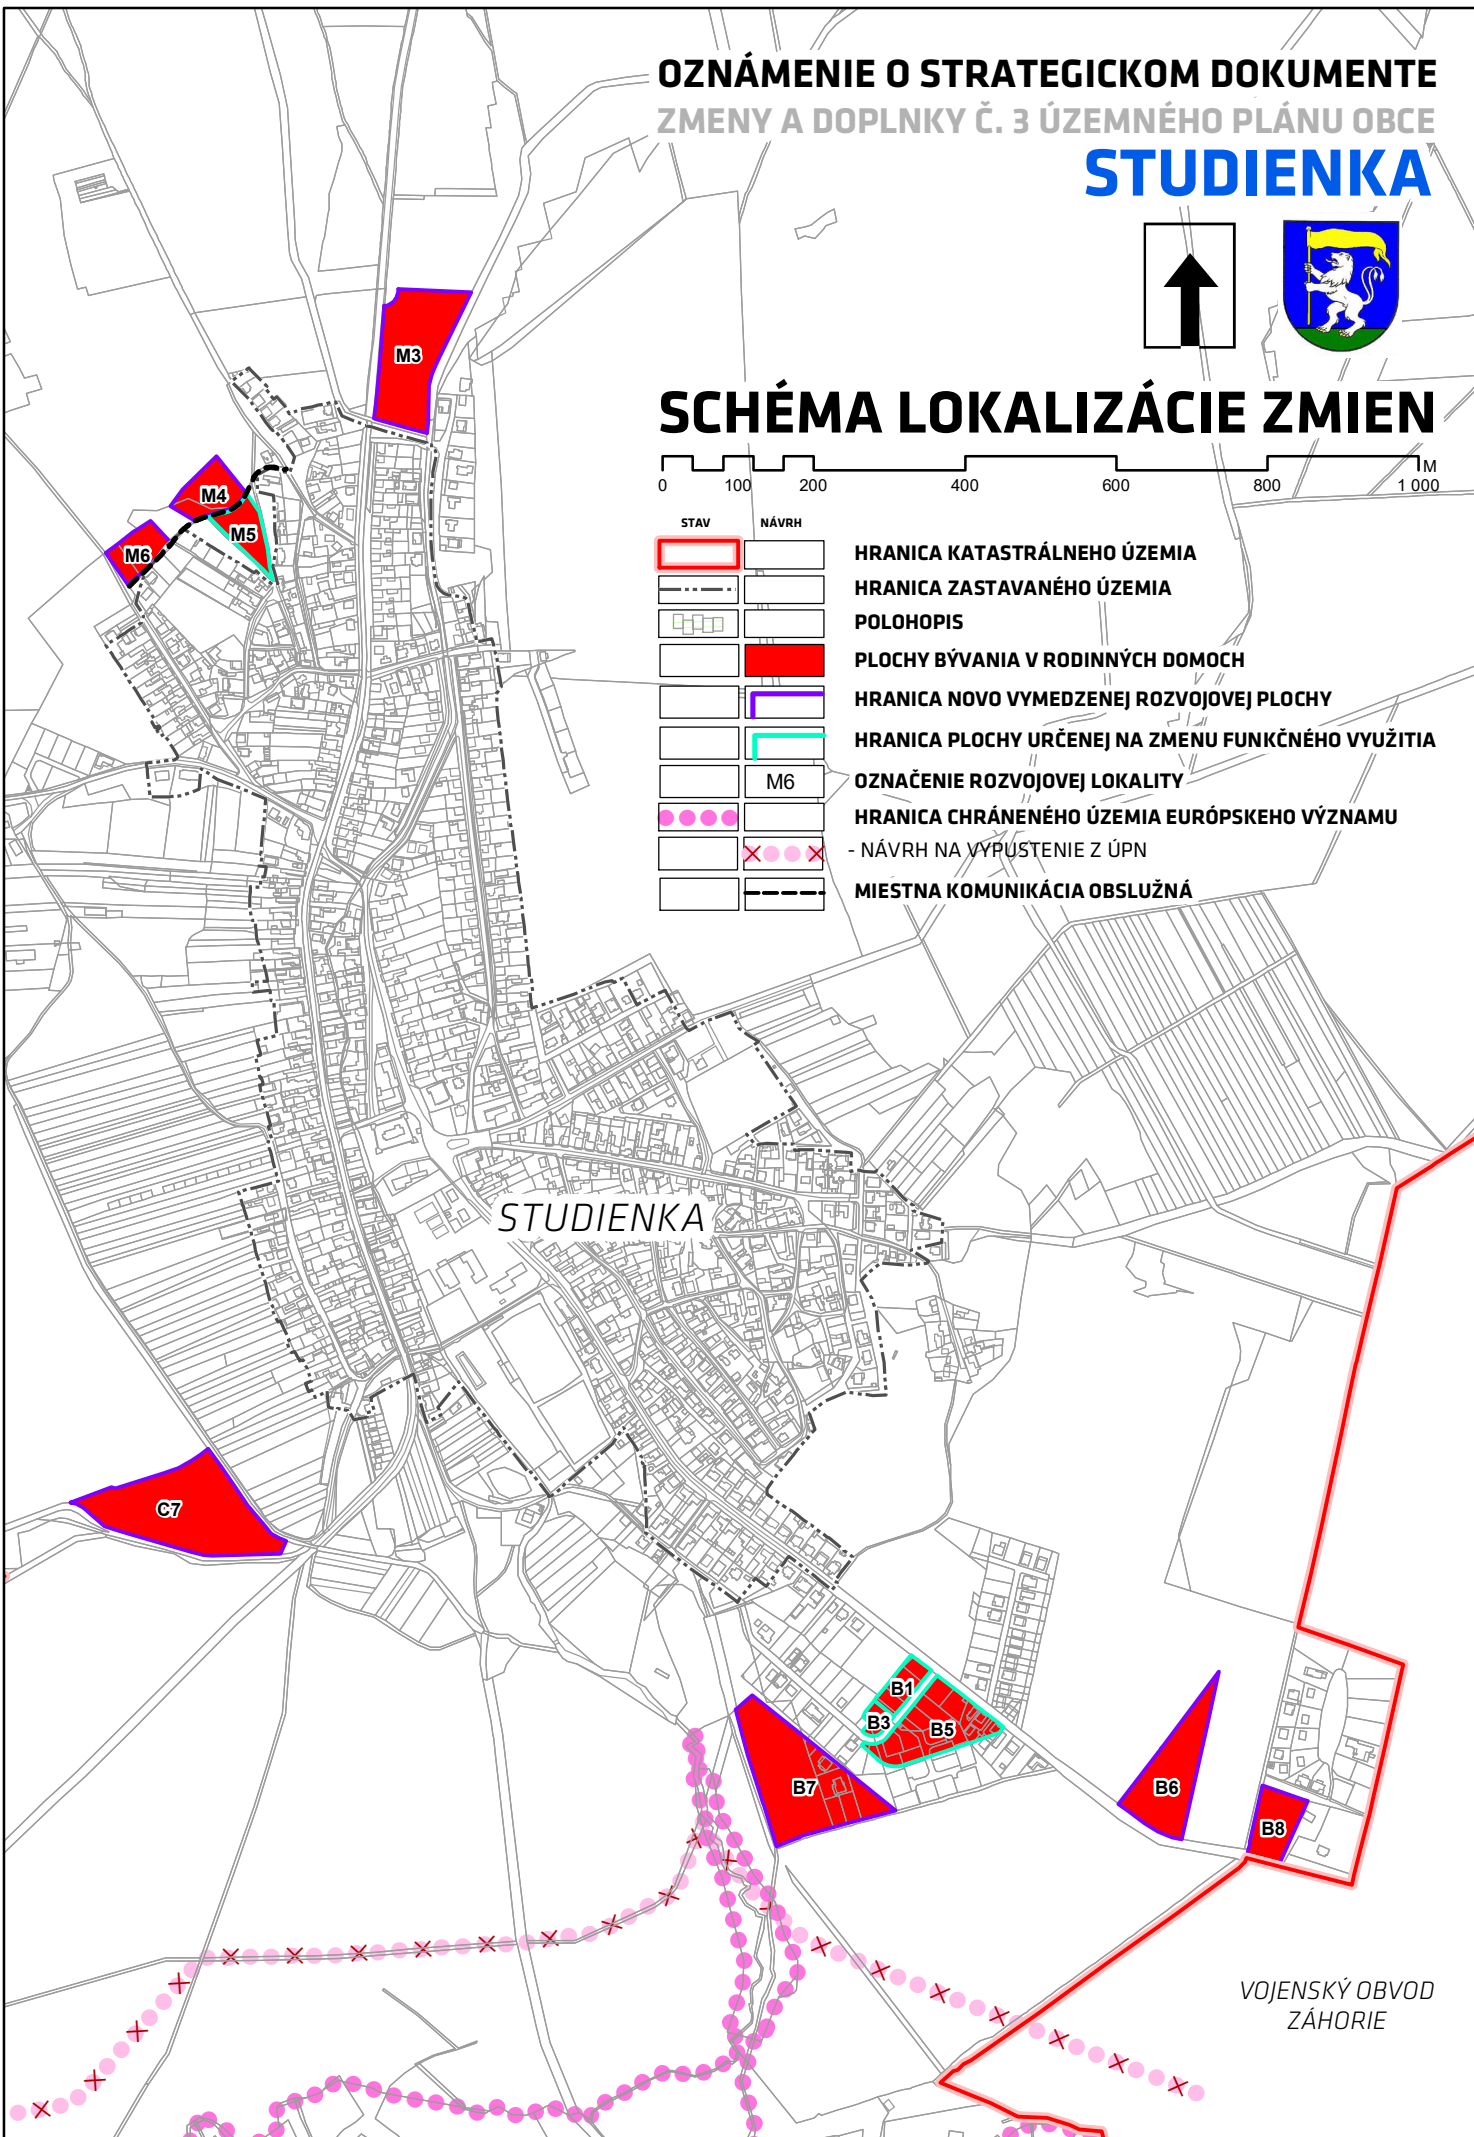 OZNÁMENIE O STRATEGICKOM DOKUMENTE
ZMENY A DOPLNKY Č. 3 ÚZEMNÉHO PLÁNU OBCE
STUDIENKA
SCHÉMA LOKALIZÁCIE ZMIEN
M
0 100 200 400 600 800 1 000
STAV NÁVRH
HRANICA KATASTRÁLNEHO ÚZEMIA
HRANICA ZASTAVANÉHO ÚZEMIA
POLOHOPIS
PLOCHY BÝVANIA V RODINNÝCH DOMOCH
HRANICA NOVO VYMEDZENEJ ROZVOJOVEJ PLOCHY
HRANICA PLOCHY URČENEJ NA ZMENU FUNKČNÉHO VYUŽITIA
M6 OZNAČENIE ROZVOJOVEJ LOKALITY
HRANICA CHRÁNENÉHO ÚZEMIA EURÓPSKEHO VÝZNAMU
- NÁVRH NA VYPUSTENIE Z ÚPN
MIESTNA KOMUNIKÁCIA OBSLUŽNÁ
M3
M4
M5
M6
STUDIENKA
C7
B1
B3
B5
B7
B6
B8
VOJENSKÝ OBVOD
ZÁHORIE